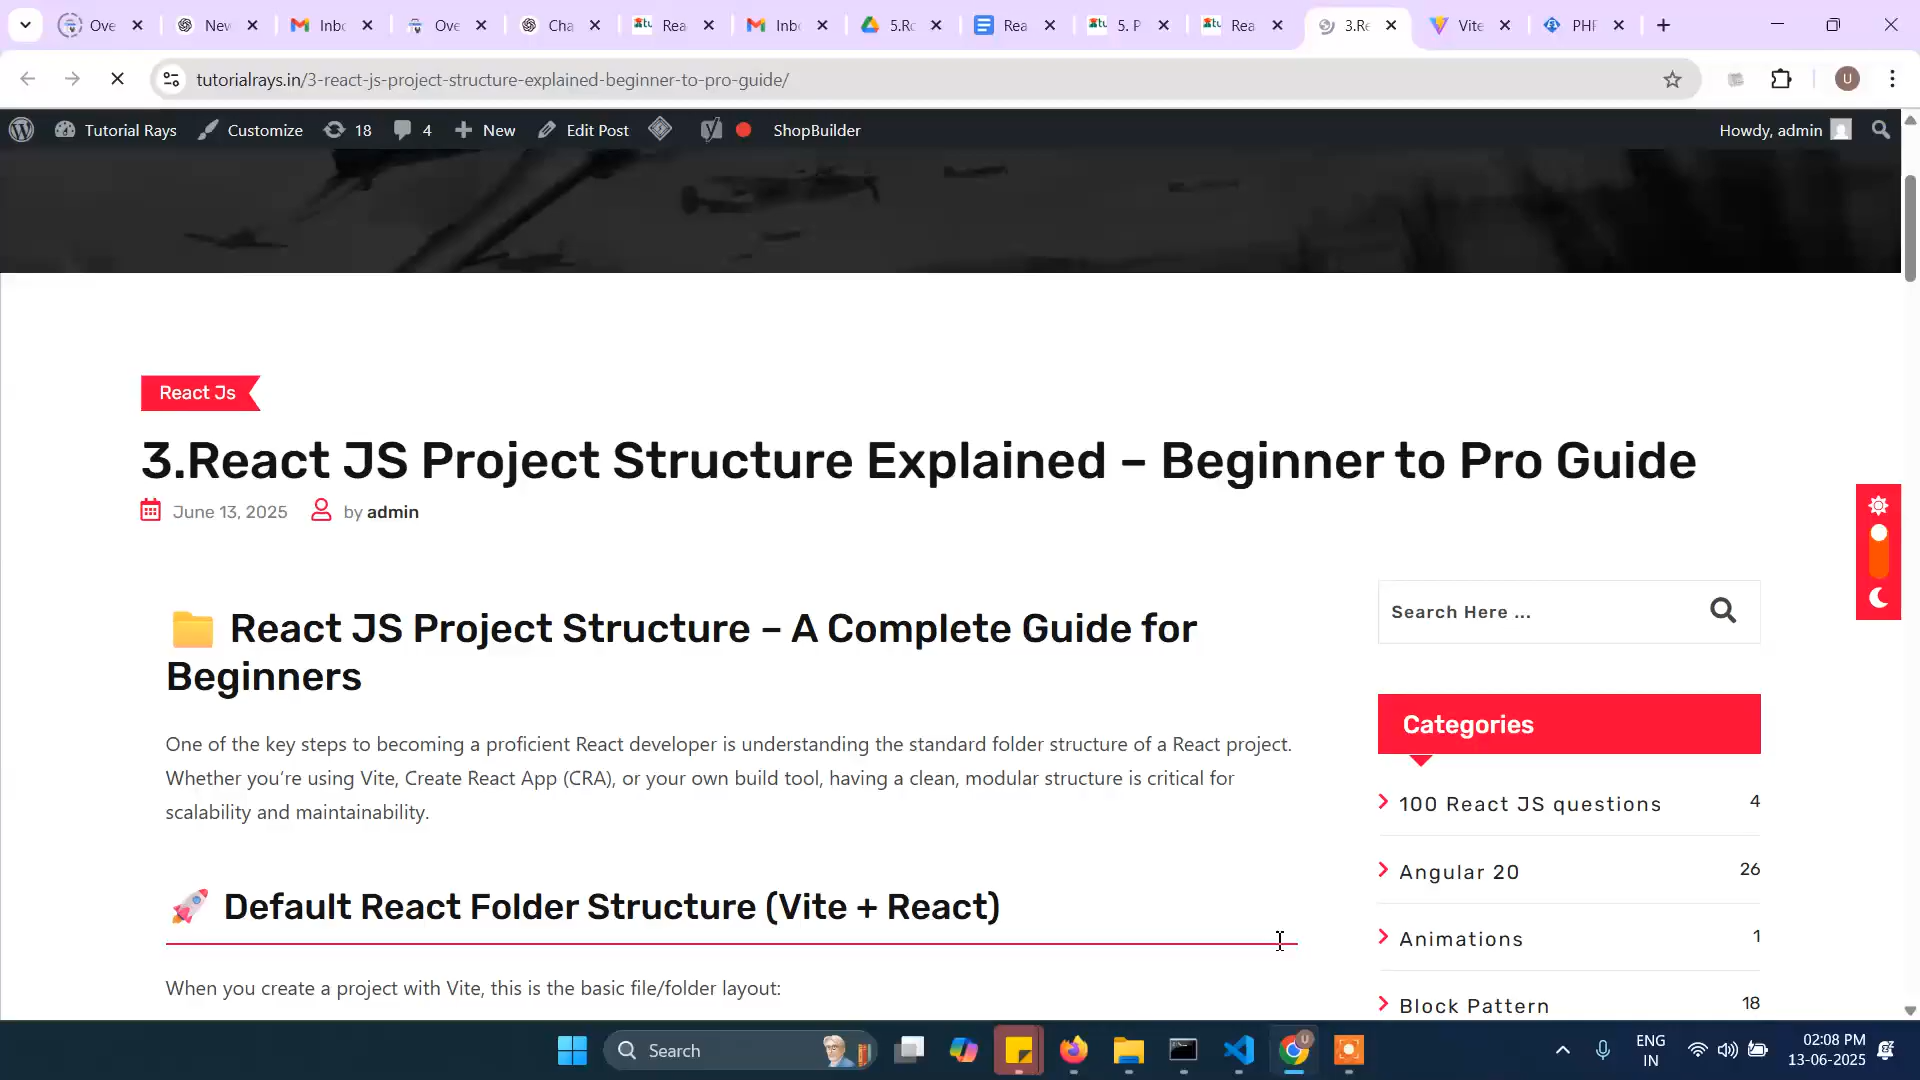 Ove
New
Inbo
Ove
Cha
Rea
Inbo
5.Ro
Rea
5. P
Rea
3.Re
Vite
PHP
tutorialrays.in/3-react-js-project-structure-explained-beginner-to-pro-guide/
U
Tutorial Rays
Customize
18
4
New
Edit Post
ShopBuilder
Howdy, admin
React Js
3.React JS Project Structure Explained – Beginner to Pro Guide
June 13, 2025
by admin
React JS Project Structure – A Complete Guide for
Beginners
One of the key steps to becoming a proficient React developer is understanding the standard folder structure of a React project.
Whether you're using Vite, Create React App (CRA), or your own build tool, having a clean, modular structure is critical for
scalability and maintainability.
Default React Folder Structure (Vite + React)
When you create a project with Vite, this is the basic file/folder layout:
Search Here ...
Categories
100 React JS questions 4
Angular 20 26
Animations 1
Block Pattern 18
Search
ENG
IN
02:08 PM
13-06-2025